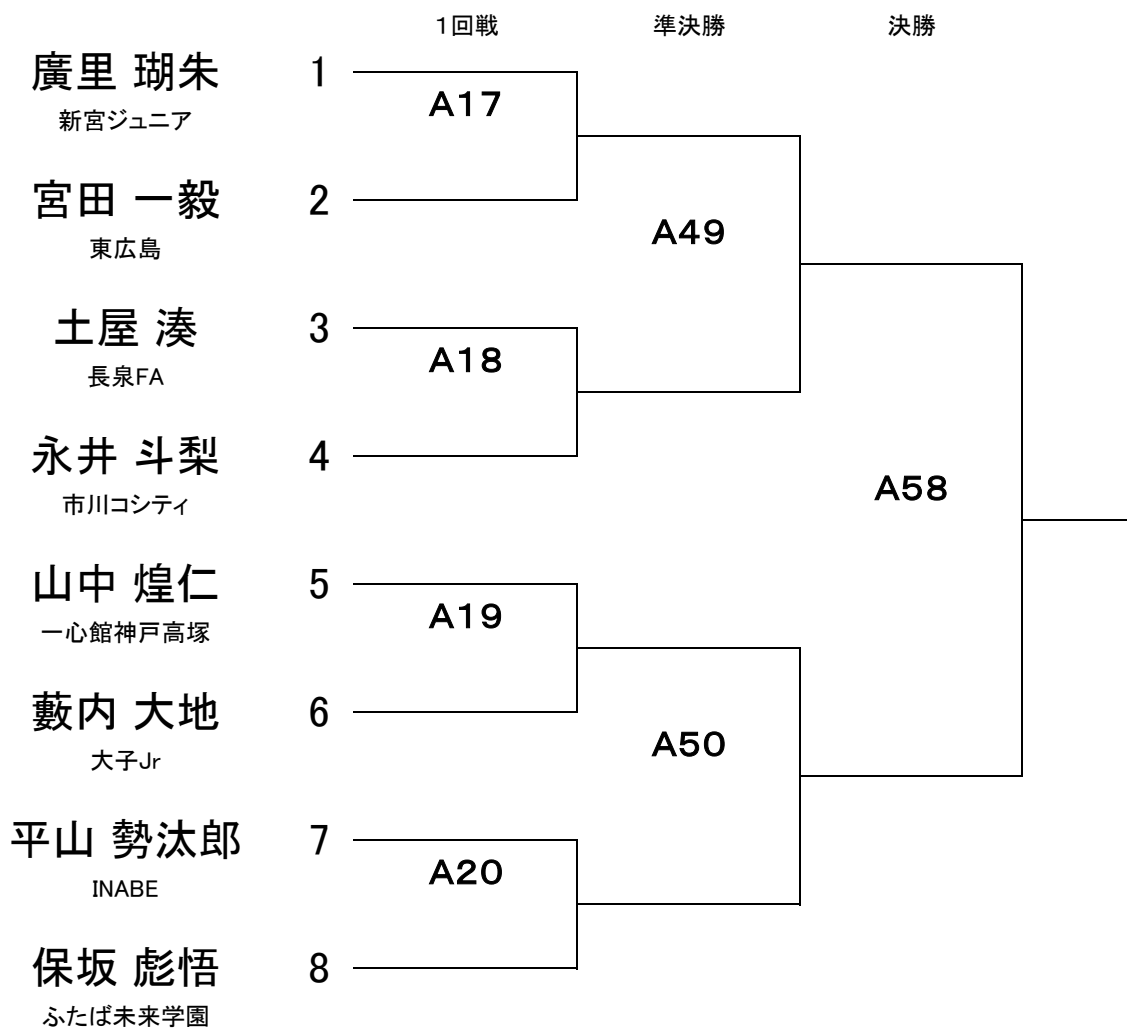 １回戦 準決勝 決勝
廣里 瑚朱 1
新宮ジュニア
A17
宮田 一毅 2
東広島
A49
土屋 湊 3
長泉FA
A18
永井 斗梨 4
市川コシティ
A58
山中 煌仁 5
一心館神戸高塚
A19
藪内 大地 6
大子Jr
A50
平山 勢汰郎 7
INABE
A20
保坂 彪悟 8
ふたば未来学園